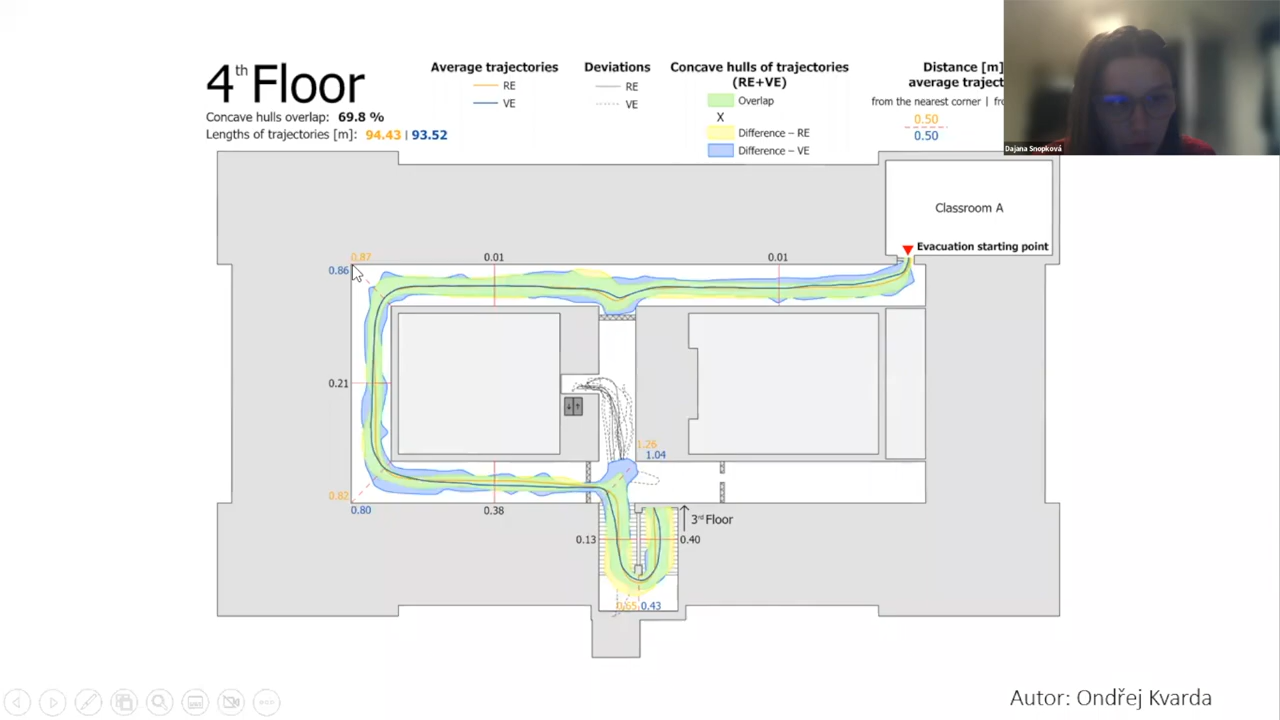 4th Floor
Concave hulls overlap: 69.8 %
Lengths of trajectories [m]: 94.43 | 93.52
Average trajectories
RE
VE
Deviations
RE
VE
Concave hulls of trajectories
(RE+VE)
Overlap
X
Difference – RE
Difference – VE
Distance [m]
average traject
from the nearest corner |
0.50
0.50
Dajana Snopková
Classroom A
Evacuation starting point
0.87
0.86
0.01
0.01
0.21
1.26
1.04
0.82
0.80
0.38
3rd Floor
0.13
0.40
0.43
Autor: Ondřej Kvarda